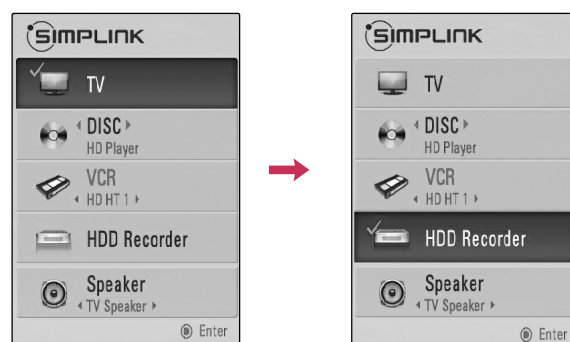 SIMPLINK
TV
DISC
HD Player
VCR
HD HT 1
HDD Recorder
Speaker
TV Speaker
Enter
SIMPLINK
TV
DISC
HD Player
VCR
HD HT 1
HDD Recorder
Speaker
TV Speaker
Enter